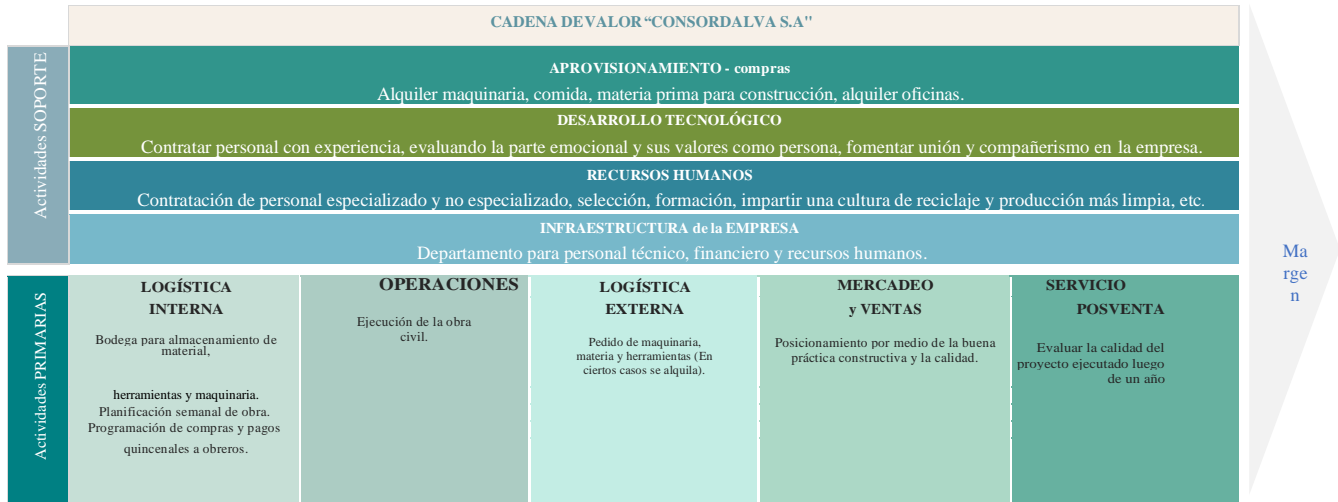 CADENA DE VALOR “CONSORDALVA S.A"
Actividades SOPORTE
APROVISIONAMIENTO - compras
Alquiler maquinaria, comida, materia prima para construcción, alquiler oficinas.
DESARROLLO TECNOLÓGICO
Contratar personal con experiencia, evaluando la parte emocional y sus valores como persona, fomentar unión y compañerismo en la empresa.
RECURSOS HUMANOS
Contratación de personal especializado y no especializado, selección, formación, impartir una cultura de reciclaje y producción más limpia, etc.
INFRAESTRUCTURA de la EMPRESA
Departamento para personal técnico, financiero y recursos humanos.
Actividades PRIMARIAS
LOGÍSTICA
INTERNA
Bodega para almacenamiento de
material,
herramientas y maquinaria.
Planificación semanal de obra.
Programación de compras y pagos
quincenales a obreros.
OPERACIONES
Ejecución de la obra
civil.
LOGÍSTICA
EXTERNA
Pedido de maquinaria,
materia y herramientas (En
ciertos casos se alquila).
MERCADEO
y VENTAS
Posicionamiento por medio de la buena
práctica constructiva y la calidad.
SERVICIO
POSVENTA
Evaluar la calidad del
proyecto ejecutado luego
de un año
Ma
rge
n